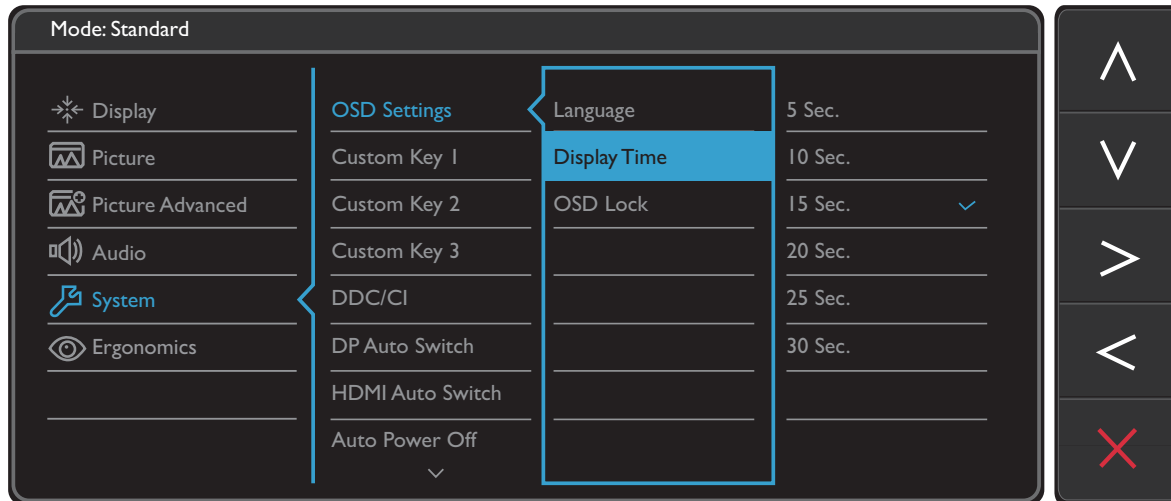 Mode: Standard
Display
Picture
Picture Advanced
Audio
System
Ergonomics
OSD Settings
Custom Key 1
Custom Key 2
Custom Key 3
DDC/CI
DP Auto Switch
HDMI Auto Switch
Auto Power Off
Language
Display Time
OSD Lock
5 Sec.
10 Sec.
15 Sec.
20 Sec.
25 Sec.
30 Sec.